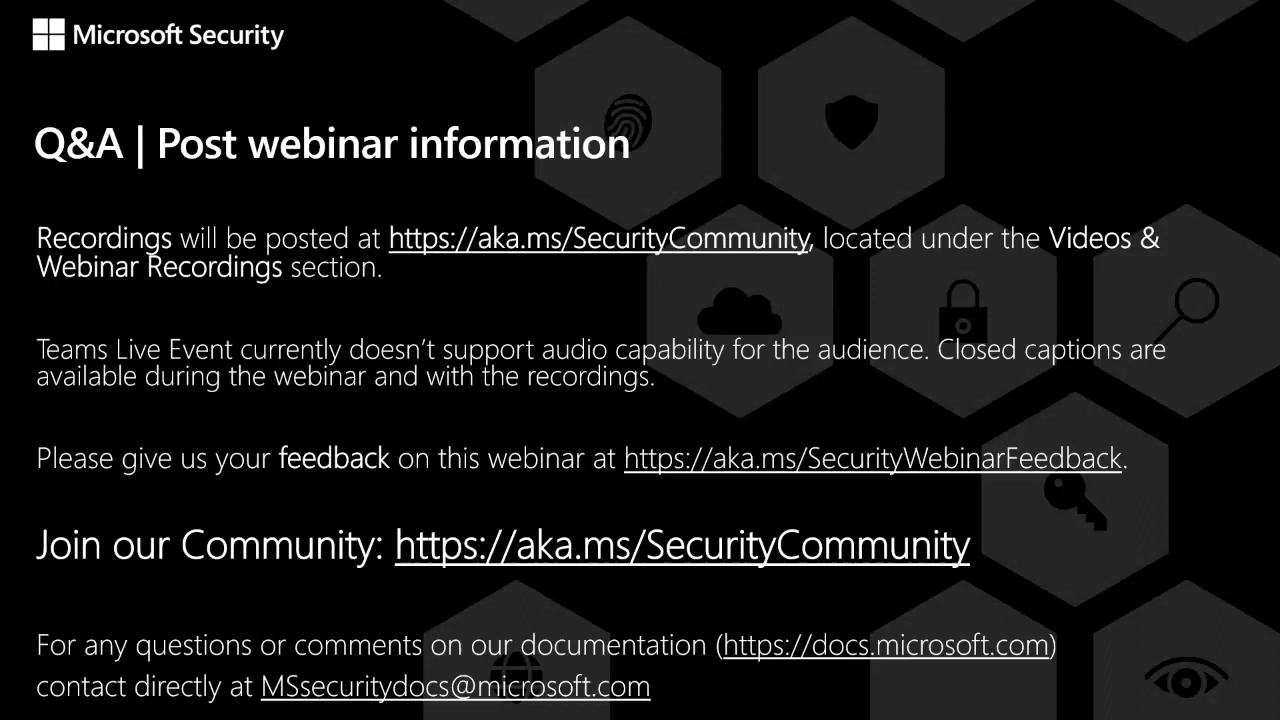 Microsoft Security
Q&A | Post webinar information
Recordings will be posted at https://aka.ms/SecurityCommunity, located under the Videos &
Webinar Recordings section.
Teams Live Event currently doesn’t support audio capability for the audience. Closed captions are
available during the webinar and with the recordings.
Please give us your feedback on this webinar at https://aka.ms/SecurityWebinarFeedback.
Join our Community: https://aka.ms/SecurityCommunity
For any questions or comments on our documentation (https://docs.microsoft.com)
contact directly at MSsecuritydocs@microsoft.com